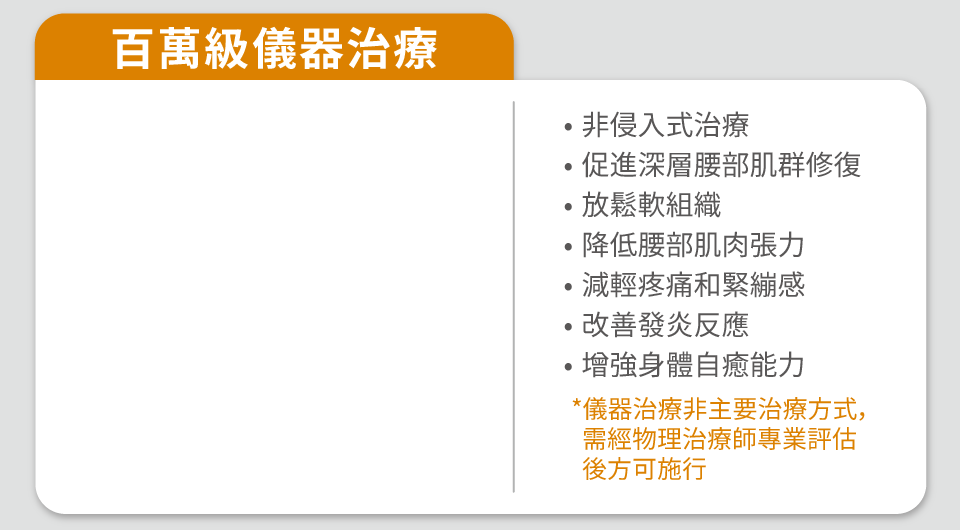 百萬級儀器治療
• 非侵入式治療
• 促進深層腰部肌群修復
• 放鬆軟組織
• 降低腰部肌肉張力
• 減輕疼痛和緊繃感
• 改善發炎反應
• 增強身體自癒能力
*儀器治療非主要治療方式，
需經物理治療師專業評估
後方可施行